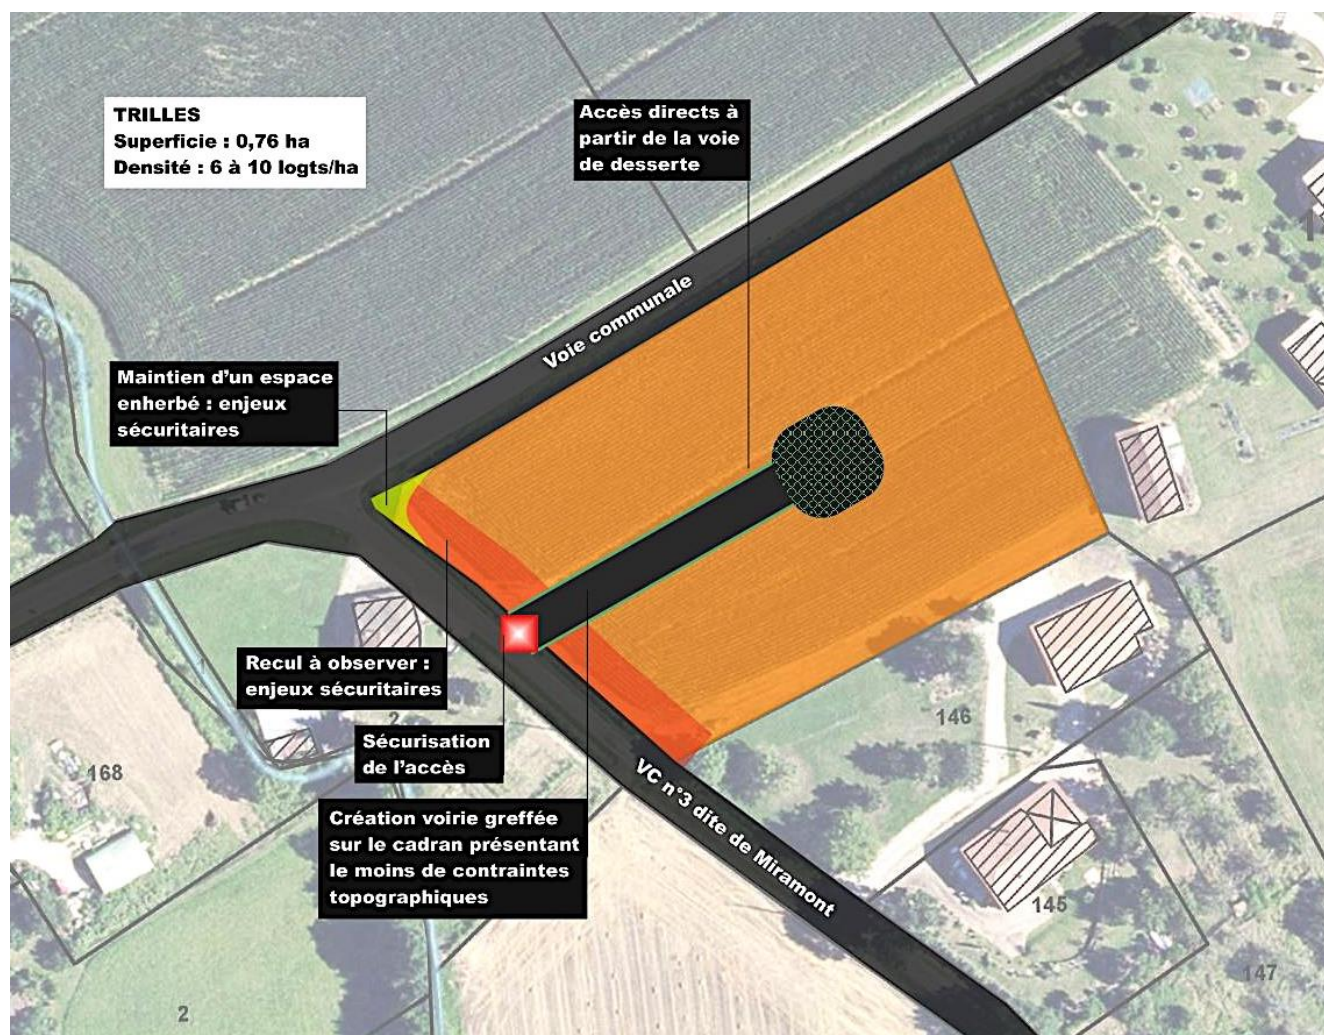 TRILLES
Superficie : 0,76 ha
Densité : 6 à 10 logts/ha
Accès directs à
partir de la voie
de desserte
Voie communale
Maintien d'un espace
enherbé : enjeux
sécuritaires
Recul à observer :
enjeux sécuritaires
2
Sécurisation
de l'accès
146
168
VC n°3 dite de Miramont
Création voirie greffée
sur le cadran présentant
le moins de contraintes
topographiques
145
147
2